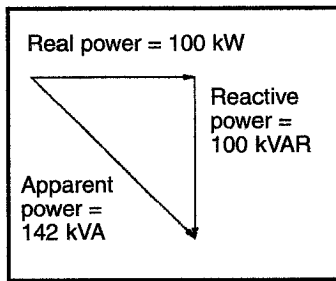 Real power = 100 kW
Reactive
power =
100 kVAR
Apparent
power =
142 kVA